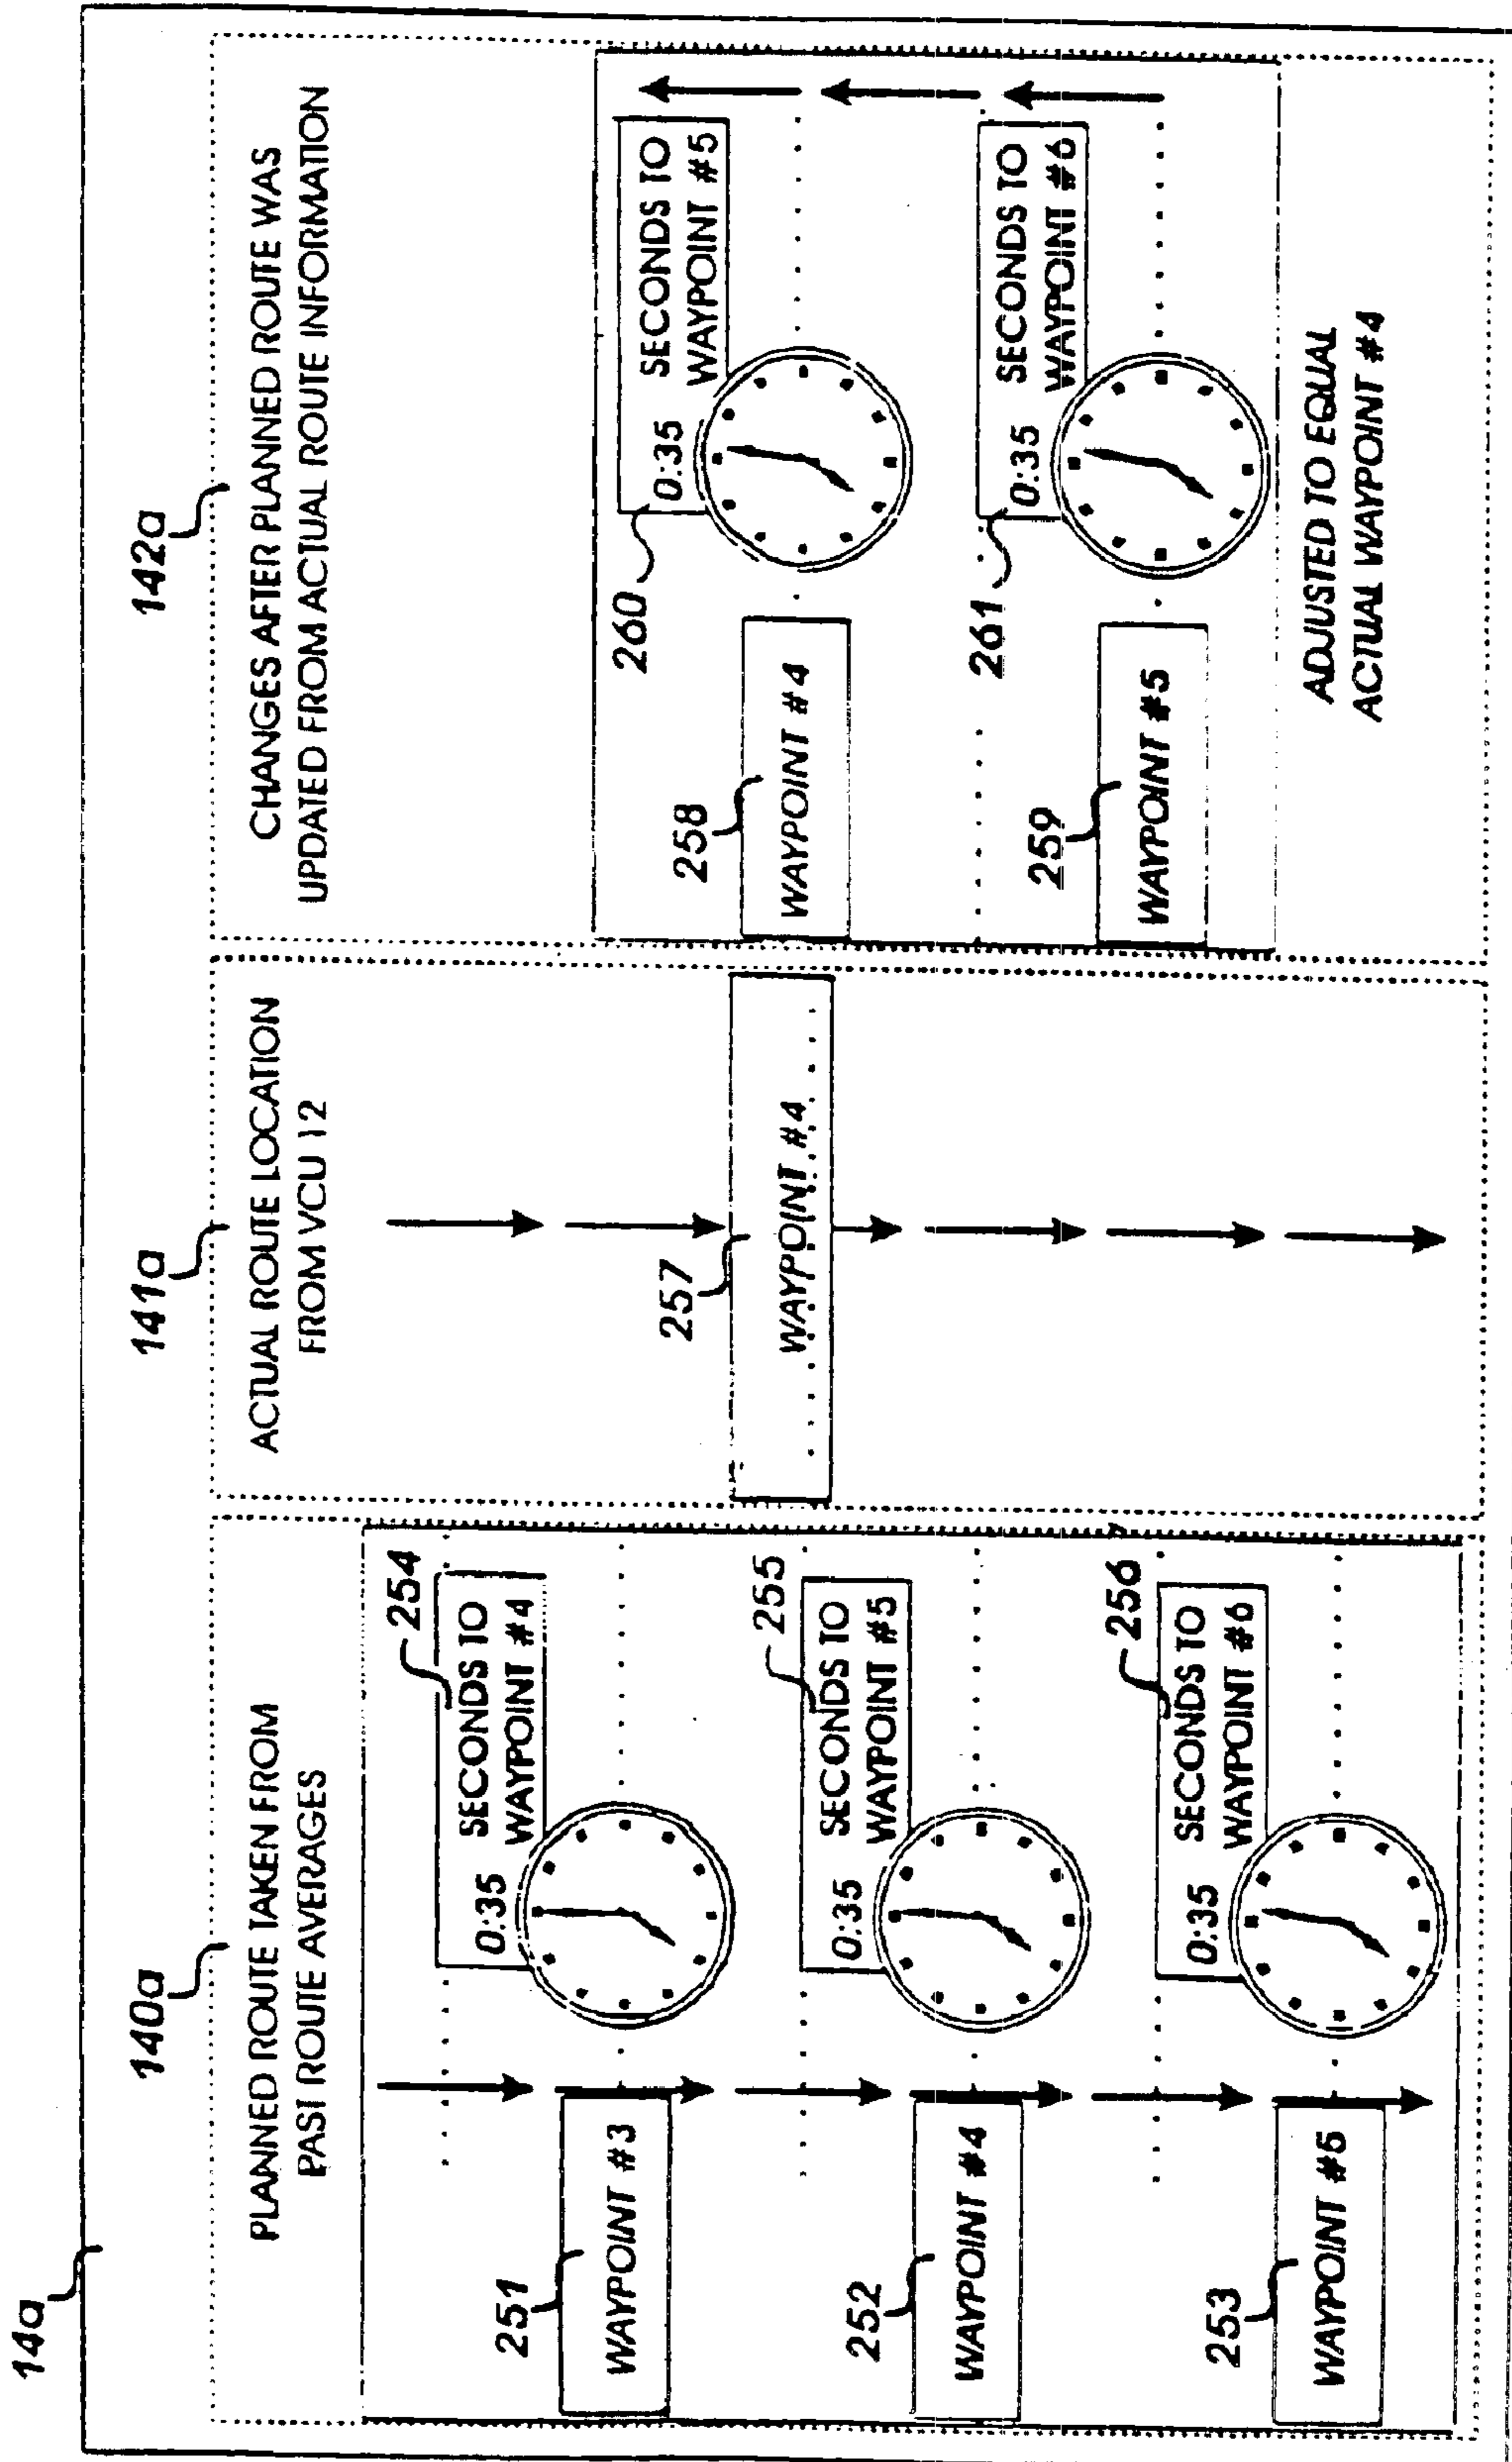 14a
140a
PLANNED ROUTE TAKEN FROM
PAST ROUTE AVERAGES
254
0:35 SECONDS TO
WAYPOINT #4
251
WAYPOINT #3
255
0:35 SECONDS TO
WAYPOINT #5
252
WAYPOINT #4
256
0:35 SECONDS TO
WAYPOINT #6
253
WAYPOINT #5
141a
ACTUAL ROUTE LOCATION
FROM VCU 12
257
WAYPOINT #4
142a
CHANGES AFTER PLANNED ROUTE WAS
UPDATED FROM ACTUAL ROUTE INFORMATION
260
0:35 SECONDS TO
WAYPOINT #5
258
WAYPOINT #4
261
0:35 SECONDS TO
WAYPOINT #6
259
WAYPOINT #5
ADJUSTED TO EQUAL
ACTUAL WAYPOINT #4